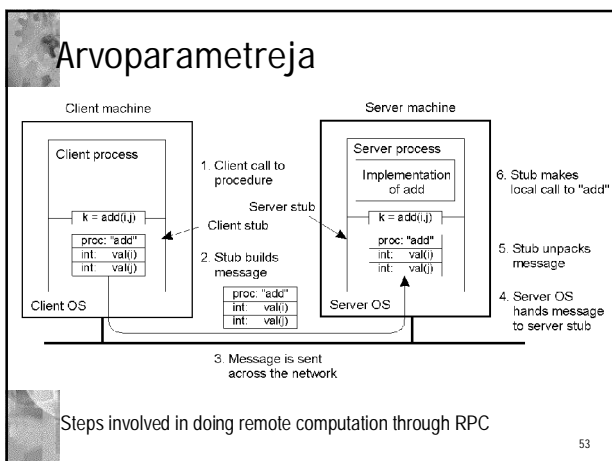 Arvoparametreja
Client machine
Server machine
Client process
1. Client call to
procedure
Server process
Implementation
of add
6. Stub makes
local call to "add"
Server stub
k = add(i,j)
Client stub
k = add(i,j)
proc: "add"
int: val(i)
int: val(j)
2. Stub builds
message
proc: "add"
int: val(i)
int: val(j)
5. Stub unpacks
message
proc: "add"
int: val(i)
int: val(j)
Client OS
Server OS
4. Server OS
hands message
to server stub
3. Message is sent
across the network
Steps involved in doing remote computation through RPC
53